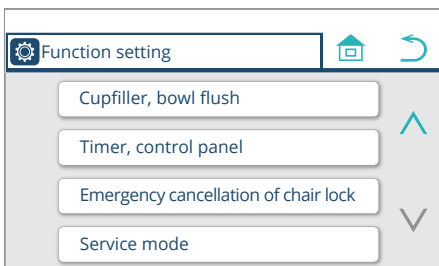 Function setting
Cupfiller, bowl flush
Timer, control panel
Emergency cancellation of chair lock
Service mode